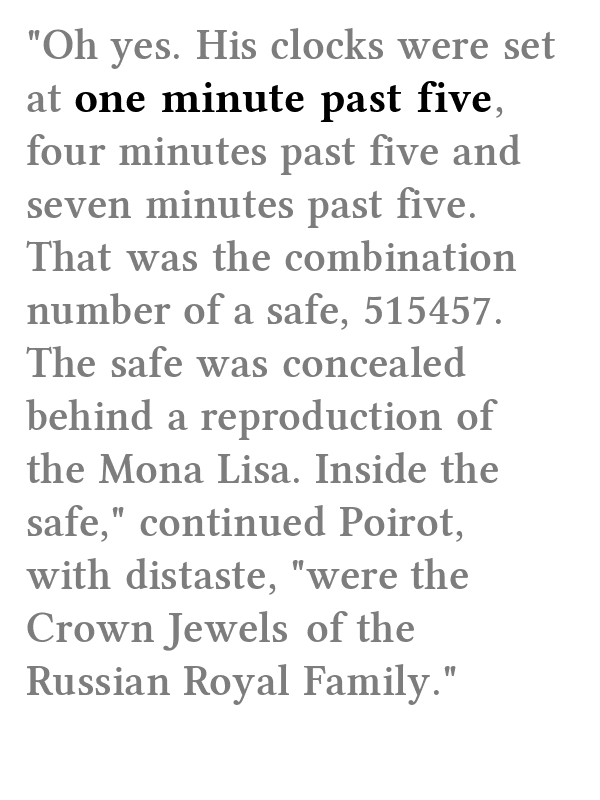 "Oh yes. His clocks were set
at one minute past five,
four minutes past five and
seven minutes past five.
That was the combination
number of a safe, 515457.
The safe was concealed
behind a reproduction of
the Mona Lisa. Inside the
safe," continued Poirot,
with distaste, "were the
Crown Jewels of the
Russian Royal Family."